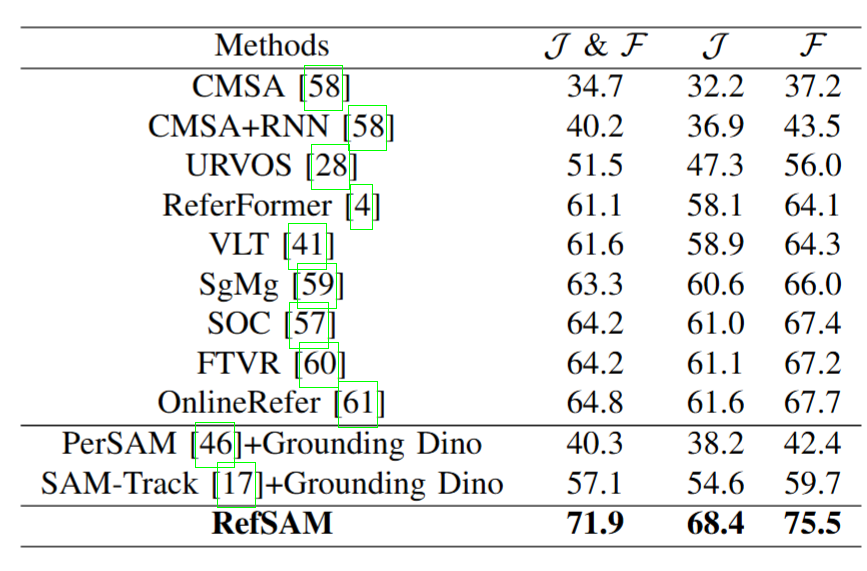 Methods 𝒥 & ℱ 𝒥 ℱ
CMSA [58] 34.7 32.2 37.2
CMSA+RNN [58] 40.2 36.9 43.5
URVOS [28] 51.5 47.3 56.0
ReferFormer [4] 61.1 58.1 64.1
VLT [41] 61.6 58.9 64.3
SgMg [59] 63.3 60.6 66.0
SOC [57] 64.2 61.0 67.4
FTVR [60] 64.2 61.1 67.2
OnlineRefer [61] 64.8 61.6 67.7
PerSAM [46]+Grounding Dino 40.3 38.2 42.4
SAM-Track [17]+Grounding Dino 57.1 54.6 59.7
RefSAM 71.9 68.4 75.5